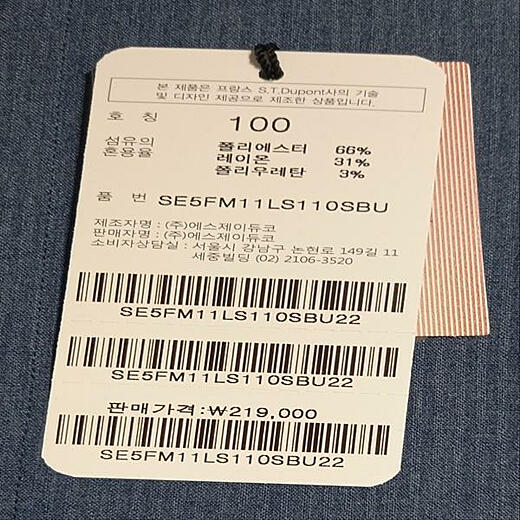 본 제품은 프랑스 S.T.Dupont사의 기술
및 디자인 제공으로 제조한 상품입니다.
호 칭 100
섬유의 폴리에스터 66%
혼용율 레이온 31%
폴리우레탄 3%
품 번 SE5FM11LS110SBU
제조자명 : (주)에스제이듀코
판매자명 : (주)에스제이듀코
소비자상담실 : 서울시 강남구 논현로 149길 11
세중빌딩 (02) 2106-3520
SE5FM11LS110SBU22
SE5FM11LS110SBU22
판매가격:₩219,000
SE5FM11LS110SBU22